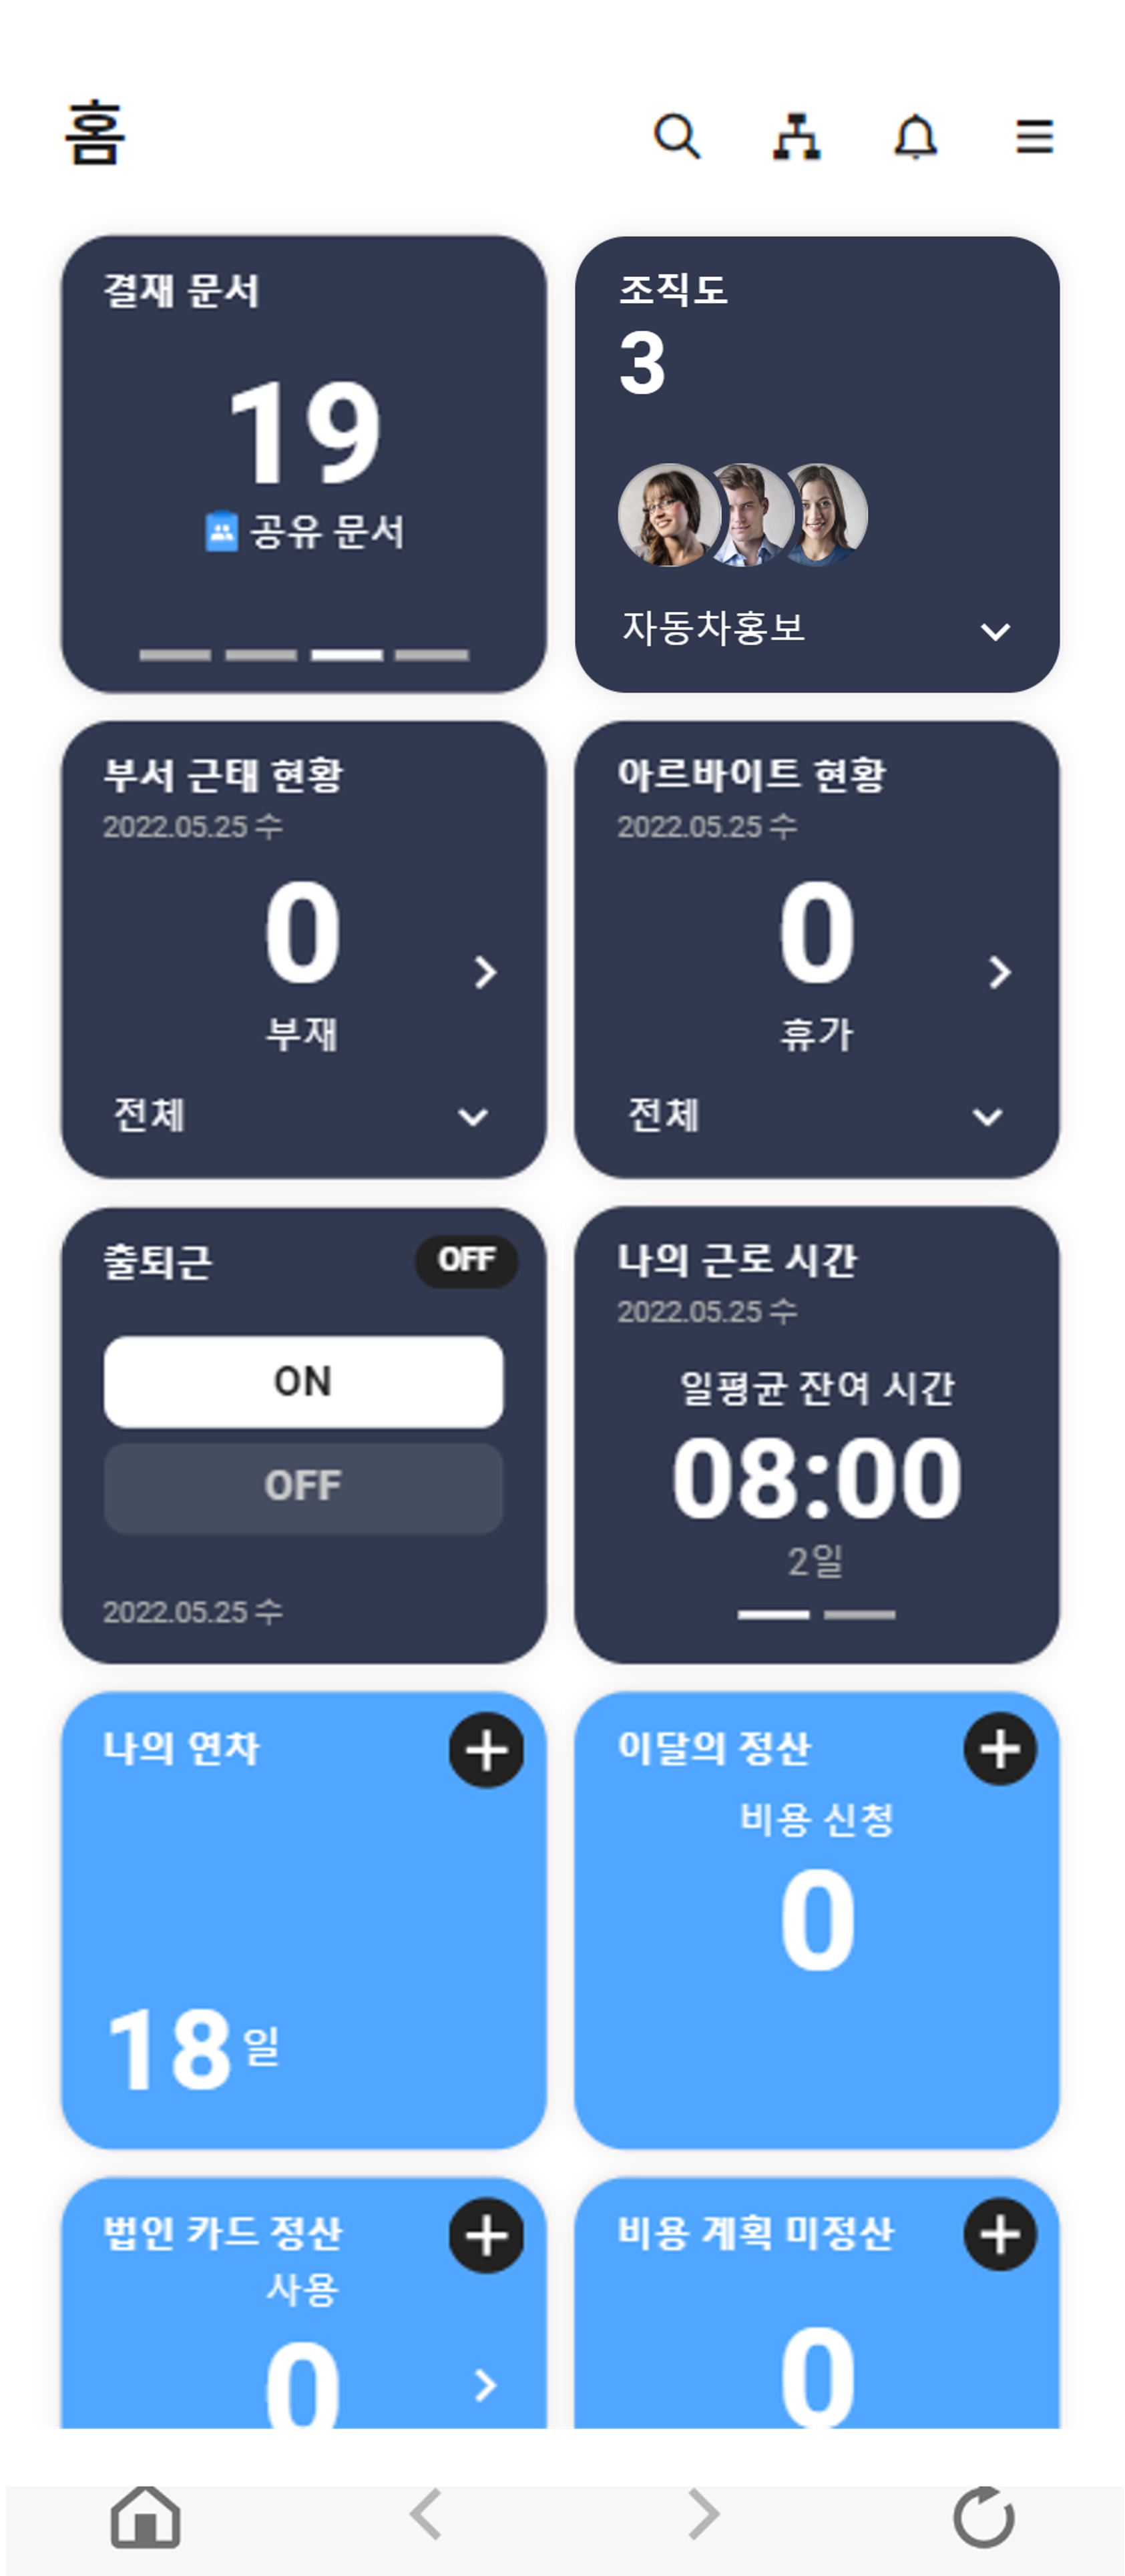 홈
결재 문서
19
공유 문서
조직도
3
자동차홍보
부서 근태 현황
2022.05.25 수
0
부재
전체
아르바이트 현황
2022.05.25 수
0
휴가
전체
출퇴근
OFF
ON
OFF
2022.05.25 수
나의 근로 시간
2022.05.25 수
일평균 잔여 시간
08:00
2일
나의 연차
18 일
이달의 정산
비용 신청
0
법인 카드 정산
사용
0
비용 계획 미정산
0